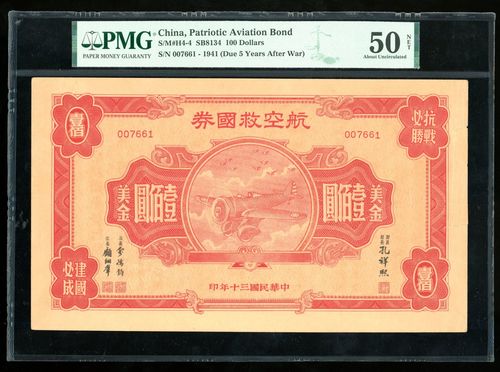 PMG
PAPER MONEY GUARANTY
China, Patriotic Aviation Bond
S/M#H4-4 SB8134 100 Dollars
S/N 007661 - 1941 (Due 5 Years After War)
50 NET
About Uncirculated
券國救空航
壹佰
抗戰必勝
007661
007661
美金
圓佰壹
美金
圓佰壹
孔祥熙
建國必成
壹佰
印年十三國民華中